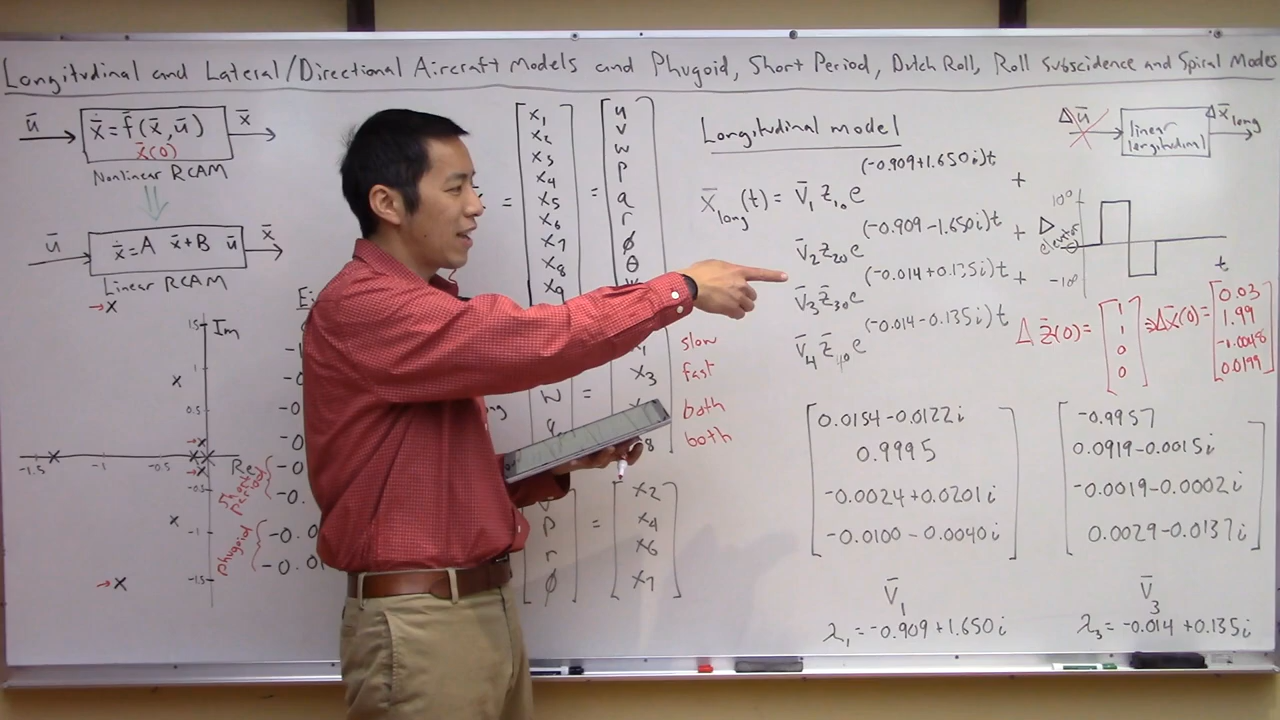 Longitudinal and Lateral/Directional Aircraft Models and Phugoid, Short Period, Dutch Roll, Roll Subscidence and Spiral Modes
ū
ẋ̄ = f̄(x̄, ū)
x̄
x̄(0)
Nonlinear RCAM
ū
ẋ̄ = A x̄ + B ū
x̄
Linear RCAM
→x
1.5 Im
1
0.5
-1.5 -1 -0.5 Re
-0.5
-1
-1.5
→x
Short period
phugoid
=
x₁
x₂
x₃
x₄
x₅
x₆
x₇
x₈
x₉
=
u
v
w
p
q
r
ϕ
θ
slow
x₃ fast
both
8 both
w =
p
r
ϕ
=
x₂
x₄
x₆
x₇
Longitudinal model
x̄long(t) = V̄₁ z₁₀ e^(-0.909+1.650i)t +
V̄₂ z₂₀ e^(-0.909-1.650i)t +
V̄₃ z̄₃₀ e^(-0.014+0.135i)t +
V̄₄ z̄₄₀ e^(-0.014-0.135i)t
Δū
linear longitudinal
Δx̄long
10°
Δ elevator
-10°
t
Δz̄(0) =
1
1
0
0
⇒ Δx̄(0) =
0.03
1.99
-1.0048
0.0199
0.0154-0.0122i
0.9995
-0.0024+0.0201i
-0.0100-0.0040i
V̄₁
λ₁ = -0.909+1.650i
-0.9957
0.0919-0.0015i
-0.0019-0.0002i
0.0029-0.0137i
V̄₃
λ₃ = -0.014+0.135i